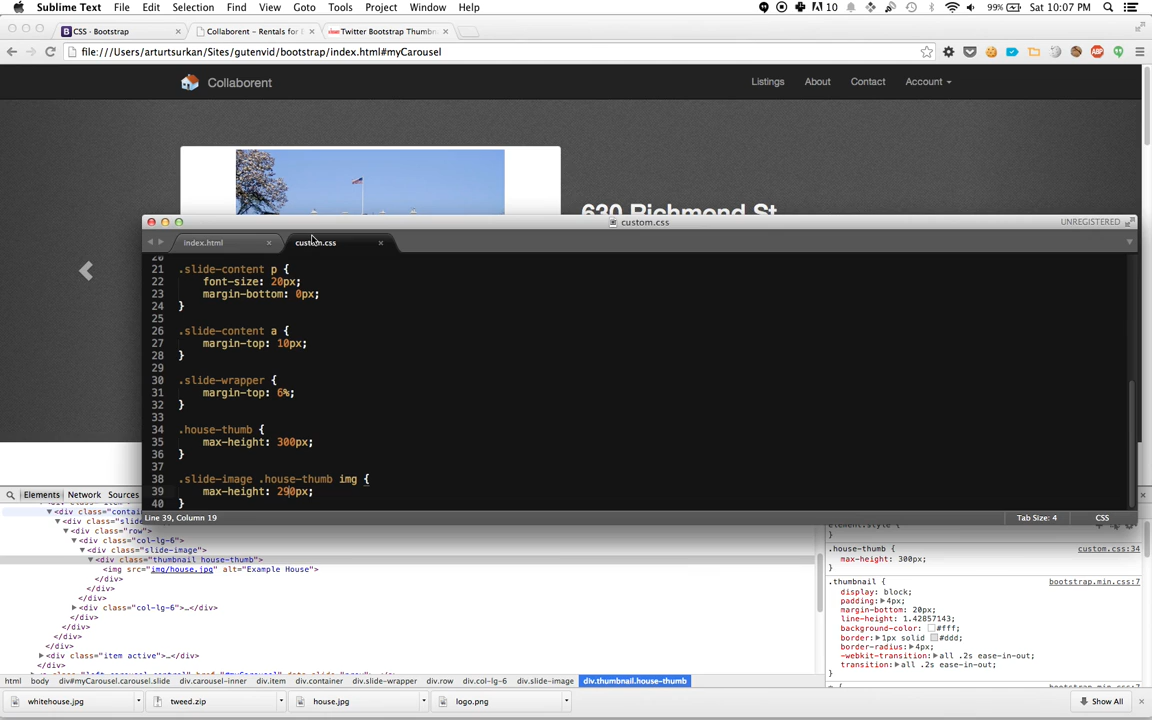 Sublime Text File Edit Selection Find View Goto Tools Project Window Help 10 99% Sat 10:07 PM
CSS · Bootstrap Collaborent – Rentals for Twitter Bootstrap Thumbn
file:///Users/arturtsurkan/Sites/gutenvid/bootstrap/index.html#myCarousel
Collaborent Listings About Contact Account
630 Richmond St
custom.css UNREGISTERED
index.html custom.css
20
21 .slide-content p {
22 font-size: 20px;
23 margin-bottom: 0px;
24 }
25
26 .slide-content a {
27 margin-top: 10px;
28 }
29
30 .slide-wrapper {
31 margin-top: 6%;
32 }
33
34 .house-thumb {
35 max-height: 300px;
36 }
37
38 .slide-image .house-thumb img {
39 max-height: 290px;
40 }
Line 39, Column 19 Tab Size: 4 CSS
Elements Network Sources
<div class="row">
<div class="col-lg-6">
<div class="slide-image">
<div class="thumbnail house-thumb">
<img src="img/house.jpg" alt="Example House">
</div>
</div>
</div>
<div class="col-lg-6">…</div>
</div>
</div>
</div>
</div>
<div class="item active">…</div>
</div>
element.style {
}
.house-thumb { custom.css:34
max-height: 300px;
}
.thumbnail { bootstrap.min.css:7
display: block;
padding: 4px;
margin-bottom: 20px;
line-height: 1.42857143;
background-color: #fff;
border: 1px solid #ddd;
border-radius: 4px;
-webkit-transition: all .2s ease-in-out;
transition: all .2s ease-in-out;
}
html body div#myCarousel.carousel.slide div.carousel-inner div.item div.container div.slide-wrapper div.row div.col-lg-6 div.slide-image div.thumbnail.house-thumb
whitehouse.jpg tweed.zip house.jpg logo.png Show All